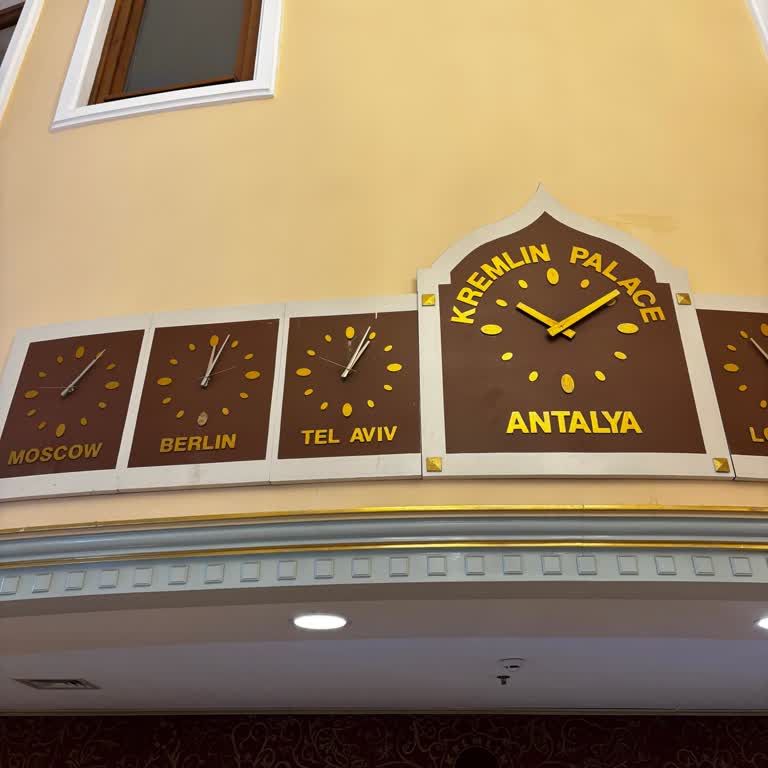 MOSCOW
BERLIN
TEL AVIV
KREMLIN PALACE
ANTALYA